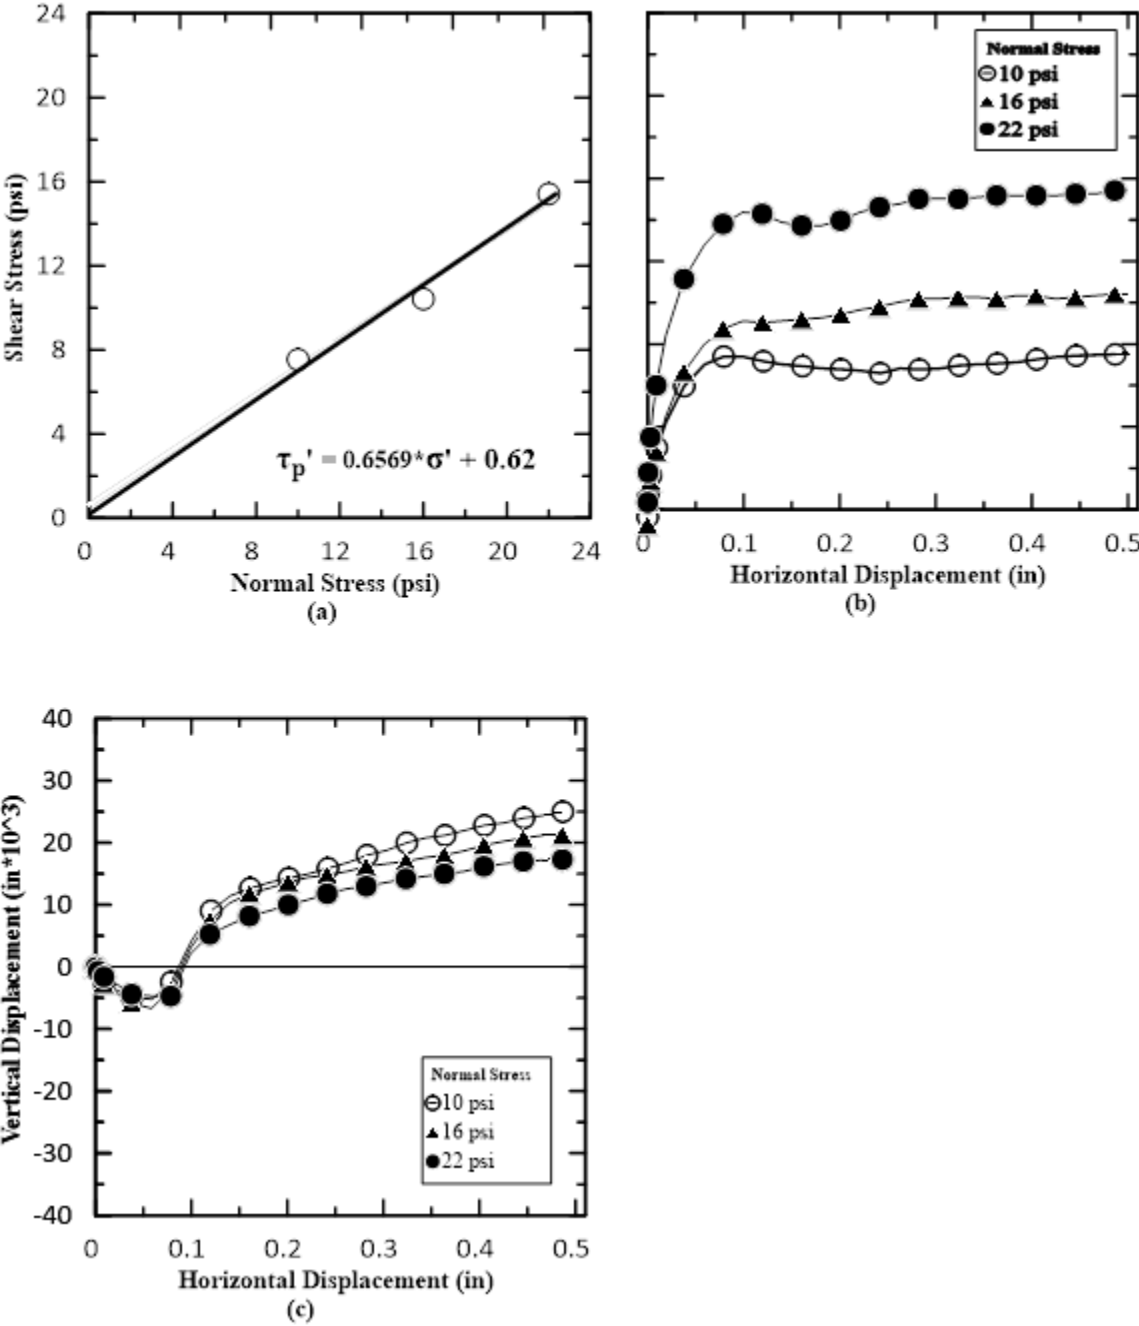 24
20
16
12
8
4
0
Shear Stress (psi)
τp' = 0.6569*σ' + 0.62
0 4 8 12 16 20 24
Normal Stress (psi)
(a)
Normal Stress
10 psi
16 psi
22 psi
0 0.1 0.2 0.3 0.4 0.5
Horizontal Displacement (in)
(b)
40
30
20
10
0
-10
-20
-30
-40
Vertical Displacement (in*10^3)
Normal Stress
10 psi
16 psi
22 psi
0 0.1 0.2 0.3 0.4 0.5
Horizontal Displacement (in)
(c)